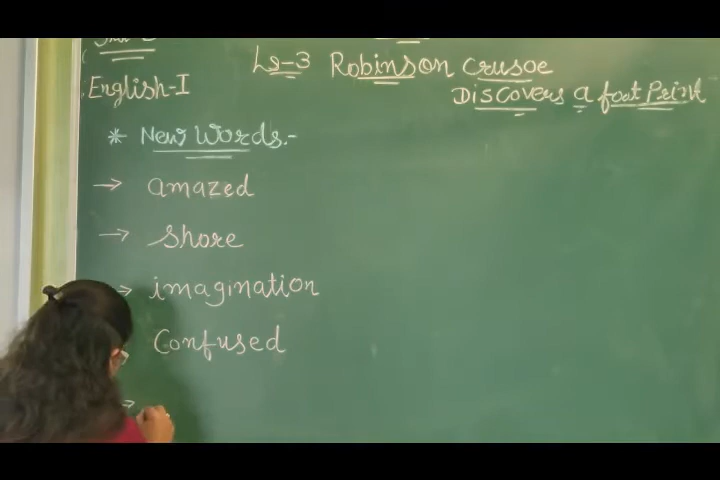 Ls-3 Robinson Crusoe
English-I
Discovers a foot Print
* New Words:-
→ amazed
→ Shore
→ imagination
Confused
→